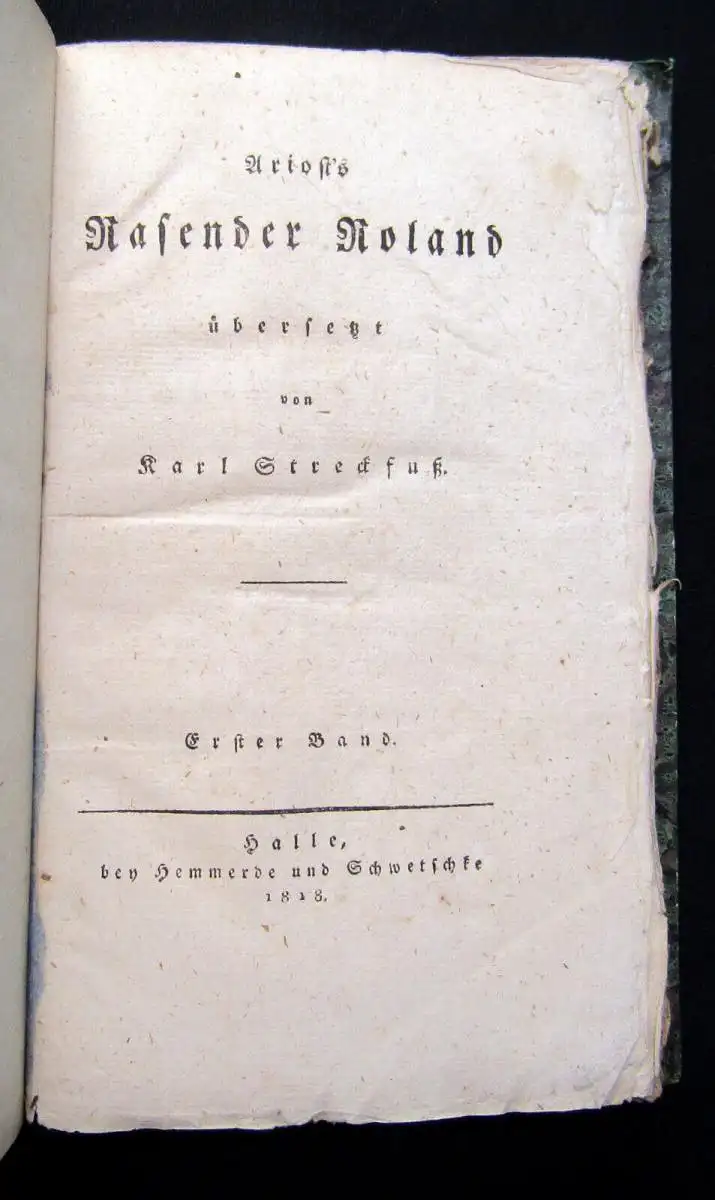 Ariost's
Rasender Roland
übersetzt
von
Karl Streckfuß.
Erster Band.
Halle,
bey Hemmerde und Schwetschke
1818.